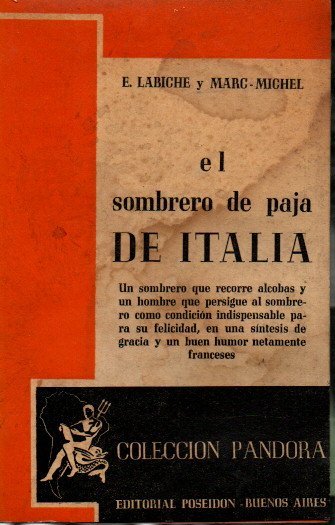 E. LABICHE y MARC-MICHEL
el
sombrero de paja
DE ITALIA
Un sombrero que recorre alcobas y
un hombre que persigue al sombre-
ro como condición indispensable pa-
ra su felicidad, en una síntesis de
gracia y un buen humor netamente
franceses
COLECCION PANDORA
EDITORIAL POSEIDON - BUENOS AIRES